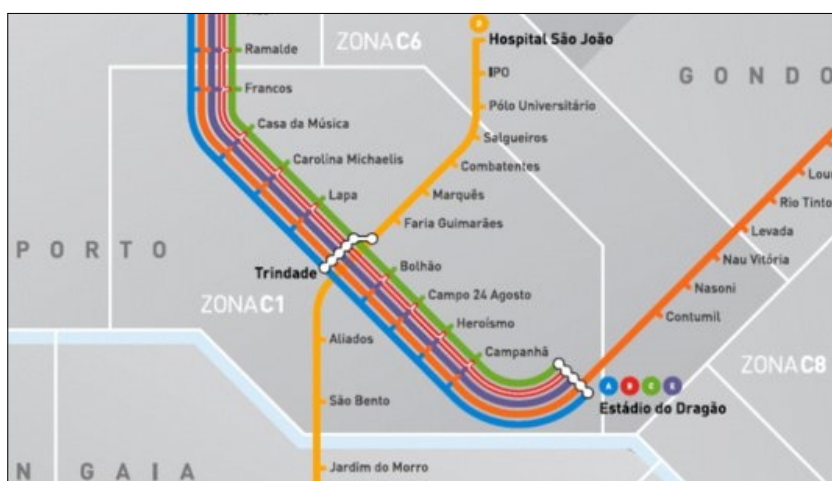 Ramalde
ZONA C6
D
Hospital São João
IPO
Francos
Pólo Universitário
G O N D O
Casa da Música
Salgueiros
Carolina Michaelis
Combatentes
Lapa
Marquês
Rio Tinto
Faria Guimarães
Levada
P O R T O
Trindade
Bolhão
Nau Vitória
ZONA C1
Campo 24 Agosto
Nasoni
Heroísmo
Contumil
Aliados
Campanhã
ZONA C8
A B C E
Estádio do Dragão
São Bento
N G A I A
Jardim do Morro